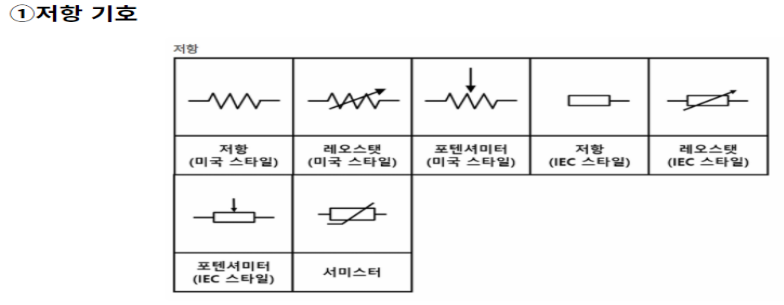 ①저항 기호
저항
저항
(미국 스타일)
레오스탯
(미국 스타일)
포텐셔미터
(미국 스타일)
저항
(IEC 스타일)
레오스탯
(IEC 스타일)
포텐셔미터
(IEC 스타일)
서미스터